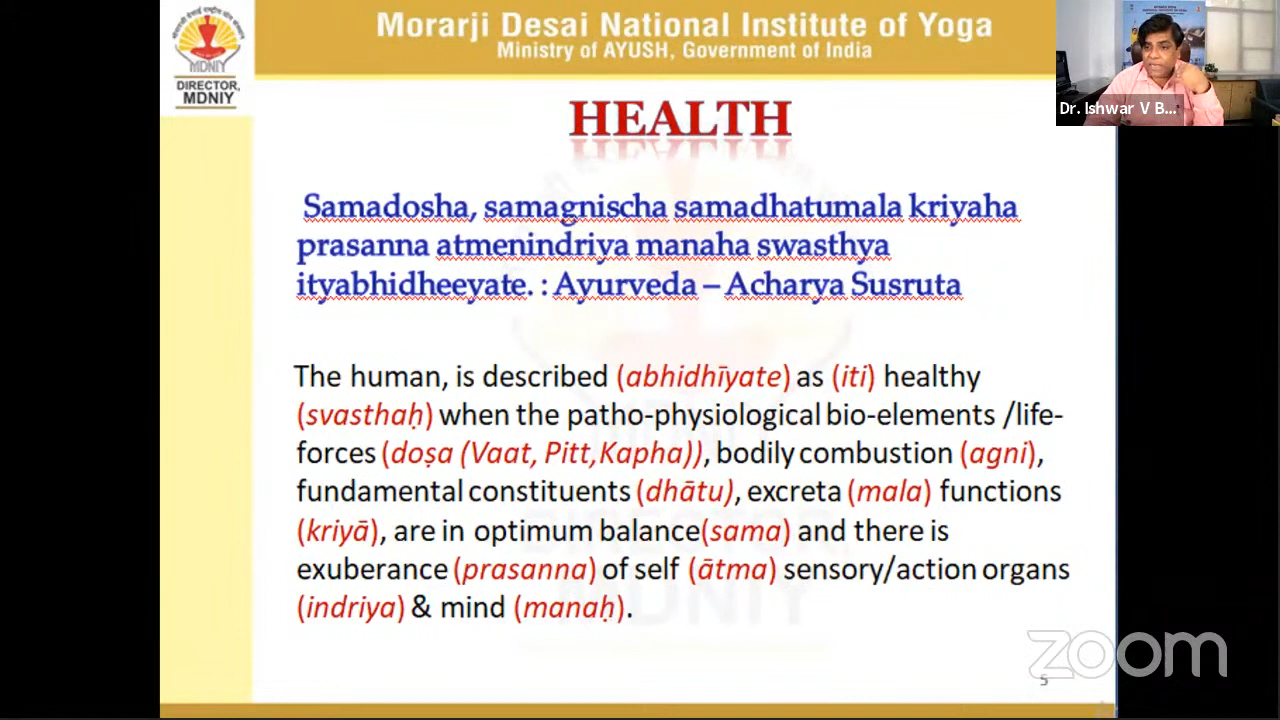 Morarji Desai National Institute of Yoga
Ministry of AYUSH, Government of India
MDNIY
DIRECTOR,
MDNIY
Dr. Ishwar V B...
HEALTH
Samadosha, samagnischa samadhatumala kriyaha
prasanna atmenindriya manaha swasthya
ityabhidheeyate. : Ayurveda – Acharya Susruta
The human, is described (abhidhīyate) as (iti) healthy
(svasthaḥ) when the patho-physiological bio-elements /life-
forces (doṣa (Vaat, Pitt,Kapha)), bodily combustion (agni),
fundamental constituents (dhātu), excreta (mala) functions
(kriyā), are in optimum balance(sama) and there is
exuberance (prasanna) of self (ātma) sensory/action organs
(indriya) & mind (manaḥ).
zoom
5